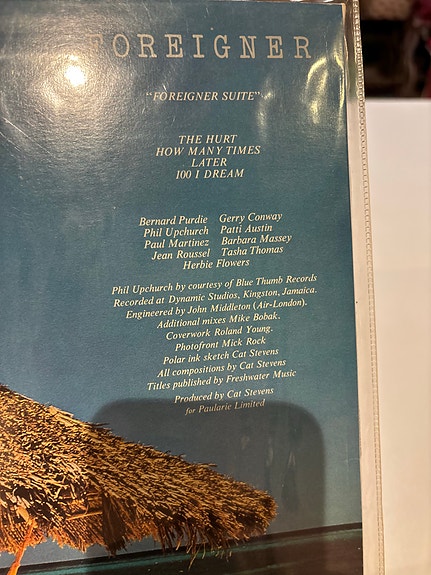 FOREIGNER
"FOREIGNER SUITE"
THE HURT
HOW MANY TIMES
LATER
100 I DREAM
Bernard Purdie Gerry Conway
Phil Upchurch Patti Austin
Paul Martinez Barbara Massey
Jean Roussel Tasha Thomas
Herbie Flowers
Phil Upchurch by courtesy of Blue Thumb Records
Recorded at Dynamic Studios, Kingston, Jamaica.
Engineered by John Middleton (Air-London).
Additional mixes Mike Bobak.
Coverwork Roland Young.
Photofront Mick Rock
Polar ink sketch Cat Stevens
All compositions by Cat Stevens
Titles published by Freshwater Music
Produced by Cat Stevens
for Paularie Limited